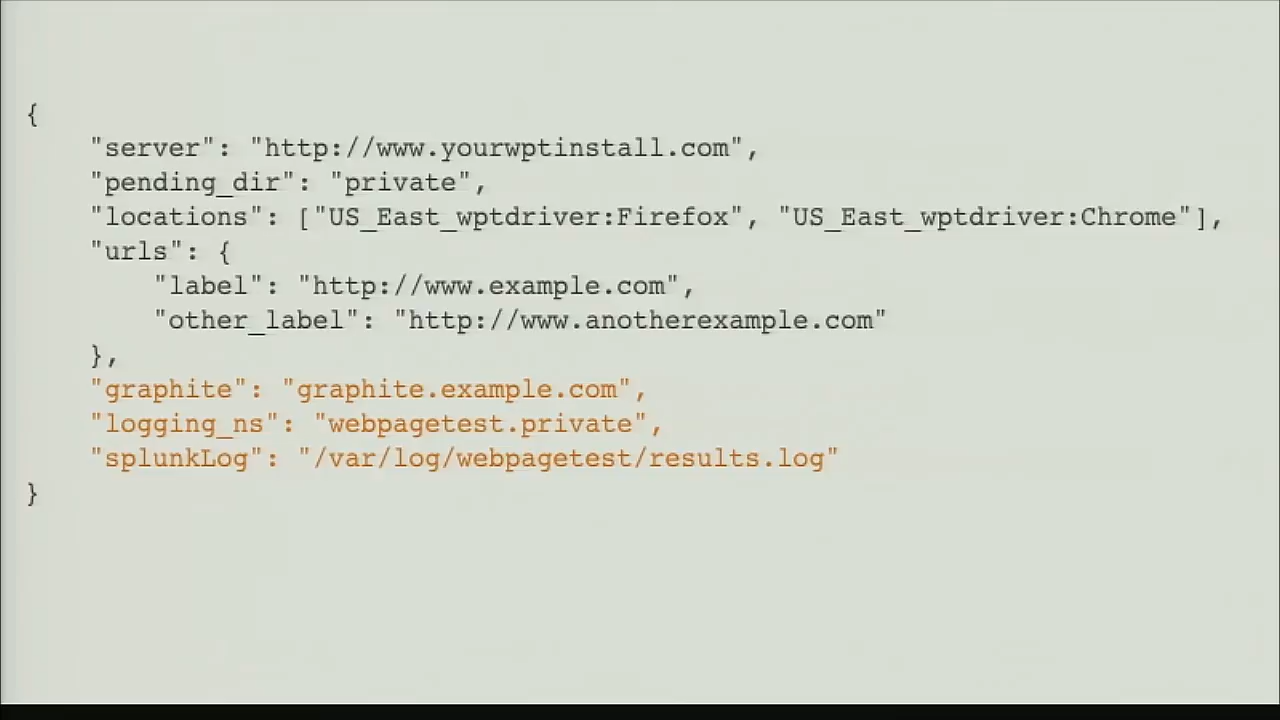 {
"server": "http://www.yourwptinstall.com",
"pending_dir": "private",
"locations": ["US_East_wptdriver:Firefox", "US_East_wptdriver:Chrome"],
"urls": {
"label": "http://www.example.com",
"other_label": "http://www.anotherexample.com"
},
"graphite": "graphite.example.com",
"logging_ns": "webpagetest.private",
"splunkLog": "/var/log/webpagetest/results.log"
}